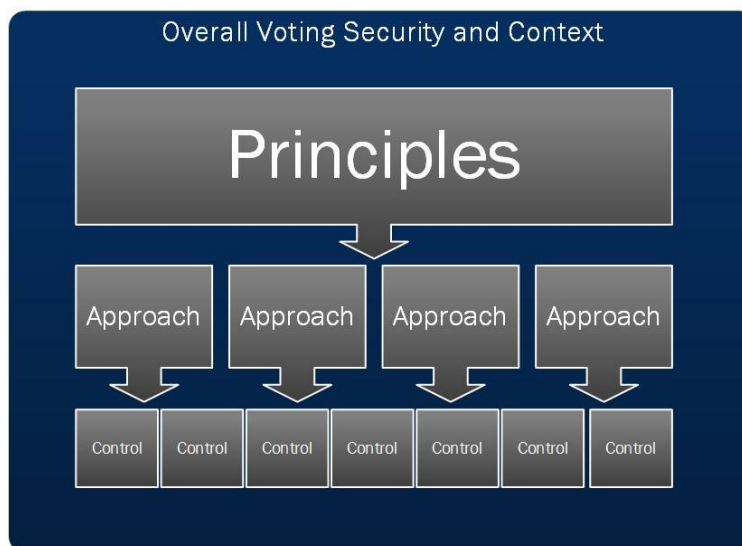 Overall Voting Security and Context
Principles
Approach Approach Approach Approach
Control Control Control Control Control Control Control